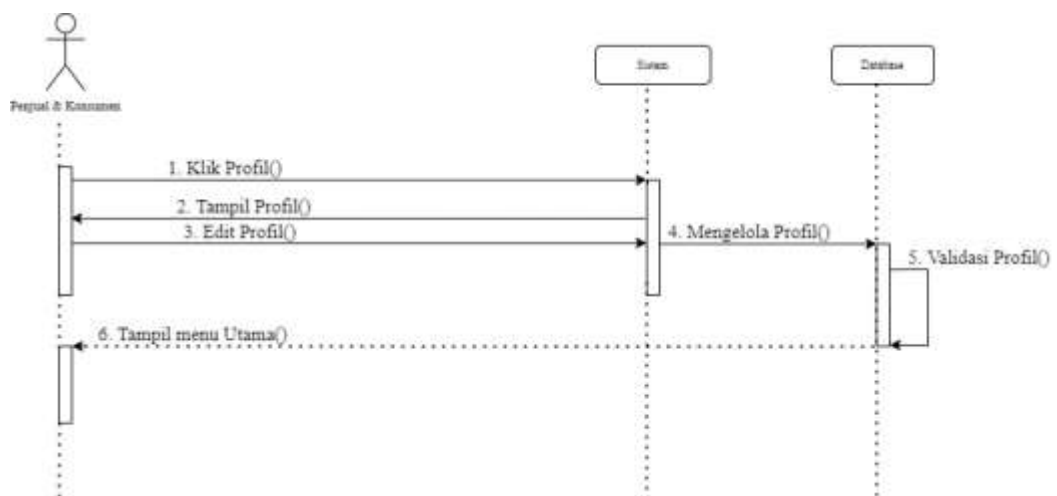 Penjual & Konsumen
Sistem
Database
1. Klik Profil()
2. Tampil Profil()
3. Edit Profil()
4. Mengelola Profil()
5. Validasi Profil()
6. Tampil menu Utama()